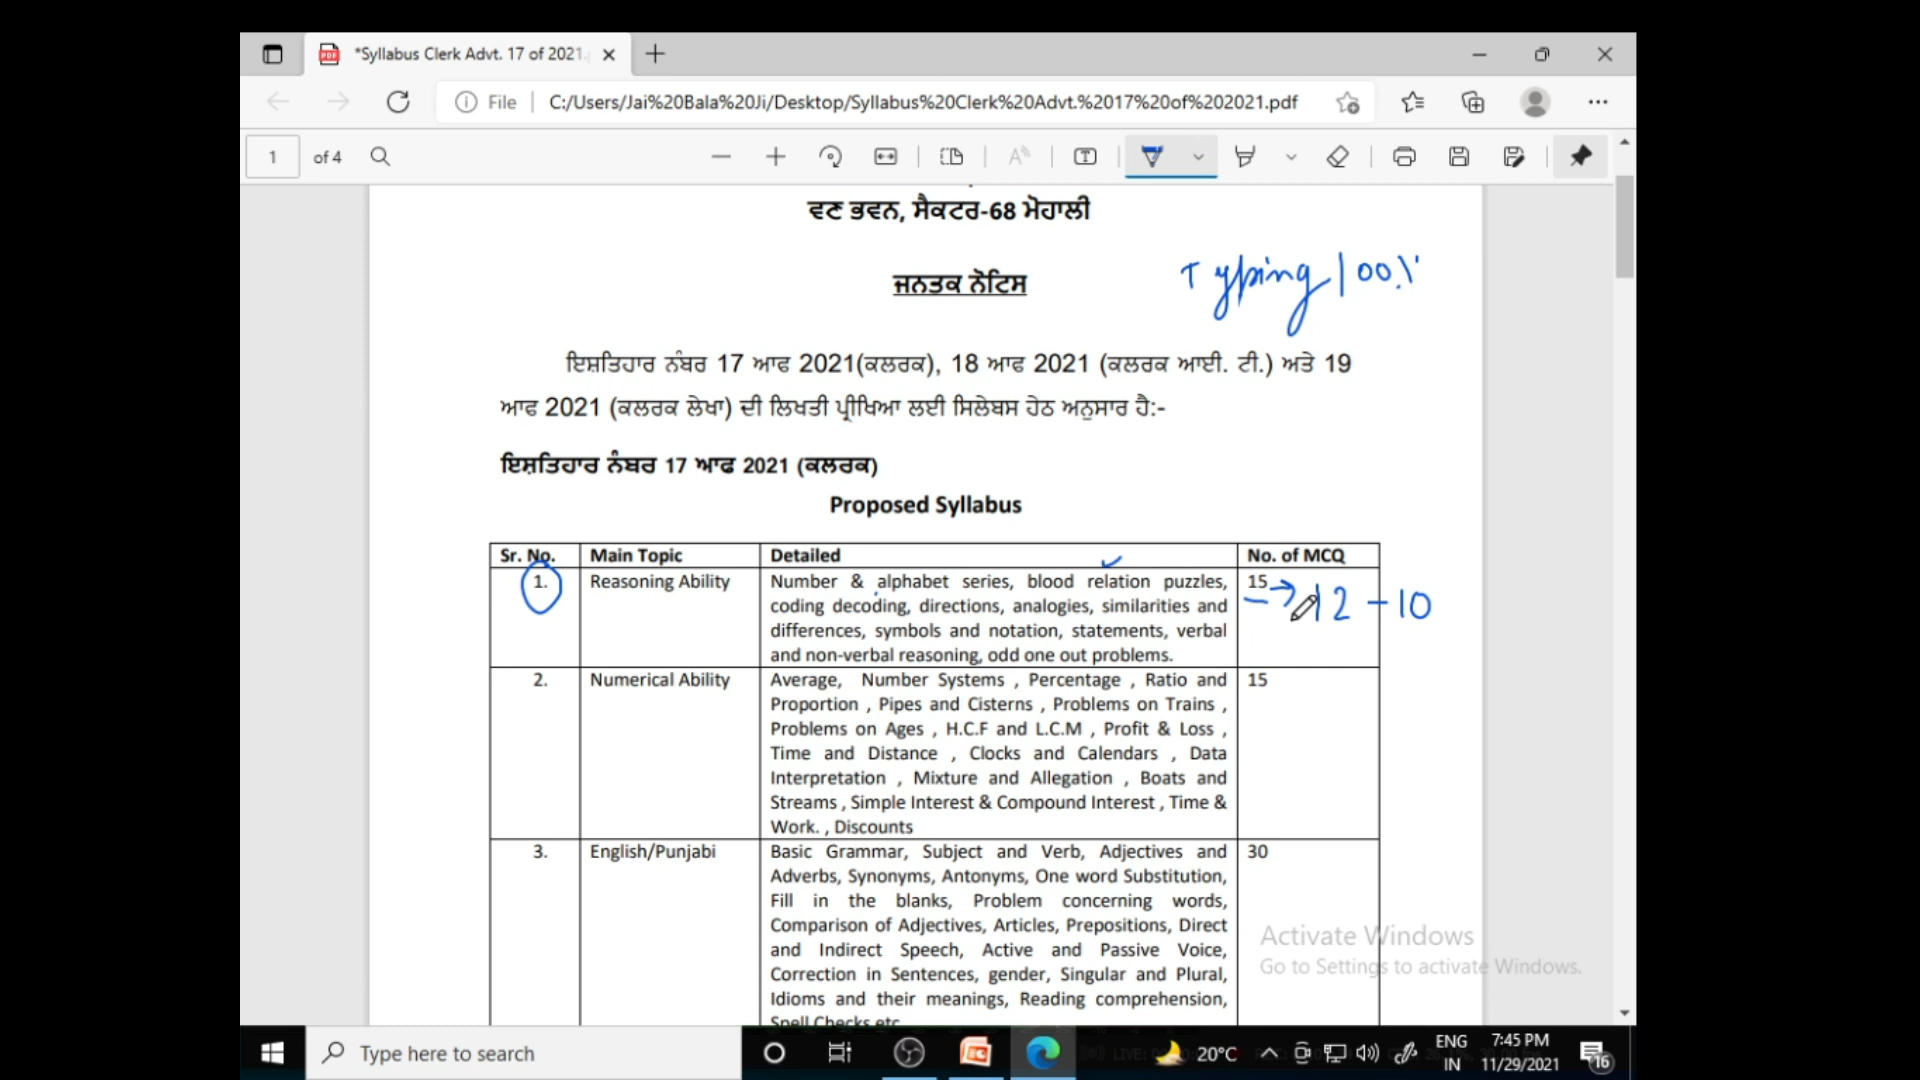 *Syllabus Clerk Advt. 17 of 2021.
File C:/Users/Jai%20Bala%20Ji/Desktop/Syllabus%20Clerk%20Advt.%2017%20of%202021.pdf
1 of 4
ਵਣ ਭਵਨ, ਸੈਕਟਰ-68 ਮੋਹਾਲੀ
ਜਨਤਕ ਨੋਟਿਸ
Typing 100%
ਇਸ਼ਤਿਹਾਰ ਨੰਬਰ 17 ਆਫ 2021(ਕਲਰਕ), 18 ਆਫ 2021 (ਕਲਰਕ ਆਈ. ਟੀ.) ਅਤੇ 19
ਆਫ 2021 (ਕਲਰਕ ਲੇਖਾ) ਦੀ ਲਿਖਤੀ ਪ੍ਰੀਖਿਆ ਲਈ ਸਿਲੇਬਸ ਹੇਠ ਅਨੁਸਾਰ ਹੈ:-
ਇਸ਼ਤਿਹਾਰ ਨੰਬਰ 17 ਆਫ 2021 (ਕਲਰਕ)
Proposed Syllabus
Sr. No. Main Topic Detailed No. of MCQ
1. Reasoning Ability Number & alphabet series, blood relation puzzles, 15
coding decoding, directions, analogies, similarities and 12 - 10
differences, symbols and notation, statements, verbal
and non-verbal reasoning, odd one out problems.
2. Numerical Ability Average, Number Systems , Percentage , Ratio and 15
Proportion , Pipes and Cisterns , Problems on Trains ,
Problems on Ages , H.C.F and L.C.M , Profit & Loss ,
Time and Distance , Clocks and Calendars , Data
Interpretation , Mixture and Allegation , Boats and
Streams , Simple Interest & Compound Interest , Time &
Work. , Discounts
3. English/Punjabi Basic Grammar, Subject and Verb, Adjectives and 30
Adverbs, Synonyms, Antonyms, One word Substitution,
Fill in the blanks, Problem concerning words,
Comparison of Adjectives, Articles, Prepositions, Direct
and Indirect Speech, Active and Passive Voice,
Correction in Sentences, gender, Singular and Plural,
Idioms and their meanings, Reading comprehension,
Spell Checks etc
Activate Windows
Go to Settings to activate Windows.
Type here to search
20°C
ENG
IN
7:45 PM
11/29/2021
16